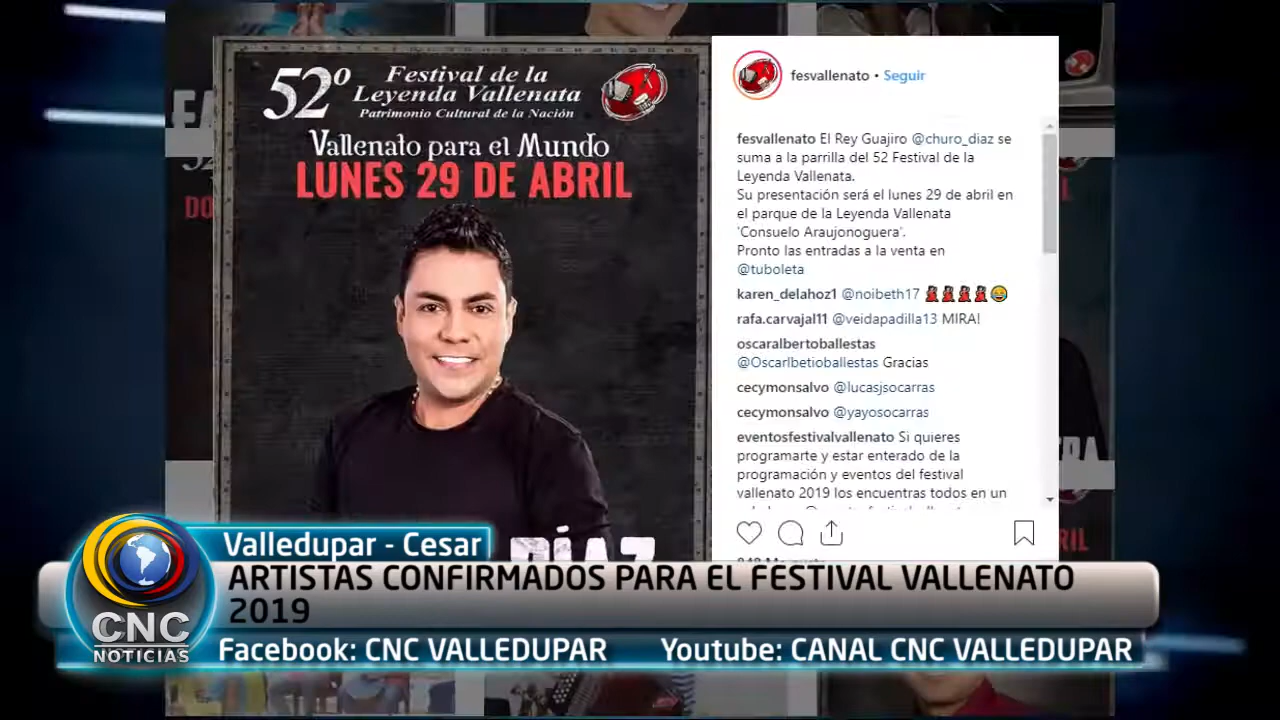 52º Festival de la
Leyenda Vallenata
Patrimonio Cultural de la Nación
Vallenato para el Mundo
LUNES 29 DE ABRIL
DÍAZ
fesvallenato • Seguir
fesvallenato El Rey Guajiro @churo_diaz se
suma a la parrilla del 52 Festival de la
Leyenda Vallenata.
Su presentación será el lunes 29 de abril en
el parque de la Leyenda Vallenata
'Consuelo Araujonoguera'.
Pronto las entradas a la venta en
@tuboleta
karen_delahoz1 @noibeth17 💃💃💃💃😂
rafa.carvajal11 @veidapadilla13 MIRA!
oscaralbertoballestas
@Oscarlbetioballestas Gracias
cecymonsalvo @lucasjsocarras
cecymonsalvo @yayosocarras
eventosfestivalvallenato Si quieres
programarte y estar enterado de la
programación y eventos del festival
vallenato 2019 los encuentras todos en un
Valledupar - Cesar
ARTISTAS CONFIRMADOS PARA EL FESTIVAL VALLENATO
2019
CNC
NOTICIAS
Facebook: CNC VALLEDUPAR Youtube: CANAL CNC VALLEDUPAR